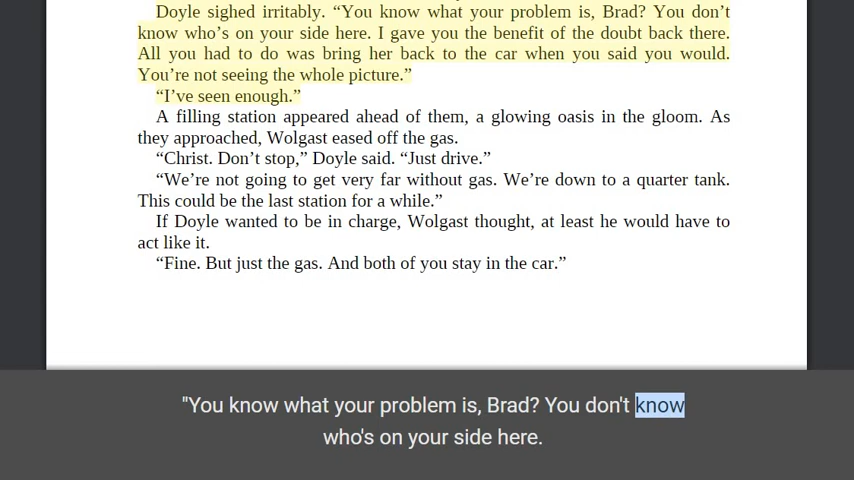 Doyle sighed irritably. “You know what your problem is, Brad? You don’t
know who’s on your side here. I gave you the benefit of the doubt back there.
All you had to do was bring her back to the car when you said you would.
You’re not seeing the whole picture.”
“I’ve seen enough.”
A filling station appeared ahead of them, a glowing oasis in the gloom. As
they approached, Wolgast eased off the gas.
“Christ. Don’t stop,” Doyle said. “Just drive.”
“We’re not going to get very far without gas. We’re down to a quarter tank.
This could be the last station for a while.”
If Doyle wanted to be in charge, Wolgast thought, at least he would have to
act like it.
“Fine. But just the gas. And both of you stay in the car.”
"You know what your problem is, Brad? You don't know
who's on your side here.